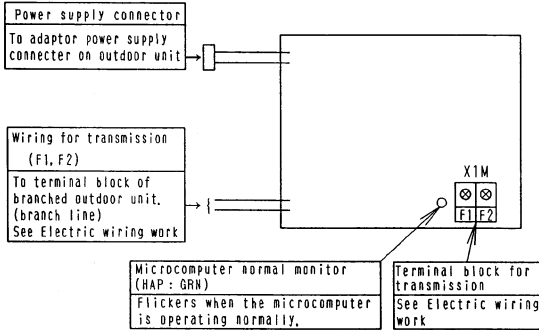 Power supply connector
To adaptor power supply
connecter on outdoor unit
Wiring for transmission
(F1, F2)
To terminal block of
branched outdoor unit.
(branch line)
See Electric wiring work
X1M
F1 F2
Microcomputer normal monitor
(HAP : GRN)
Flickers when the microcomputer
is operating normally.
Terminal block for
transmission
See Electric wiring
work